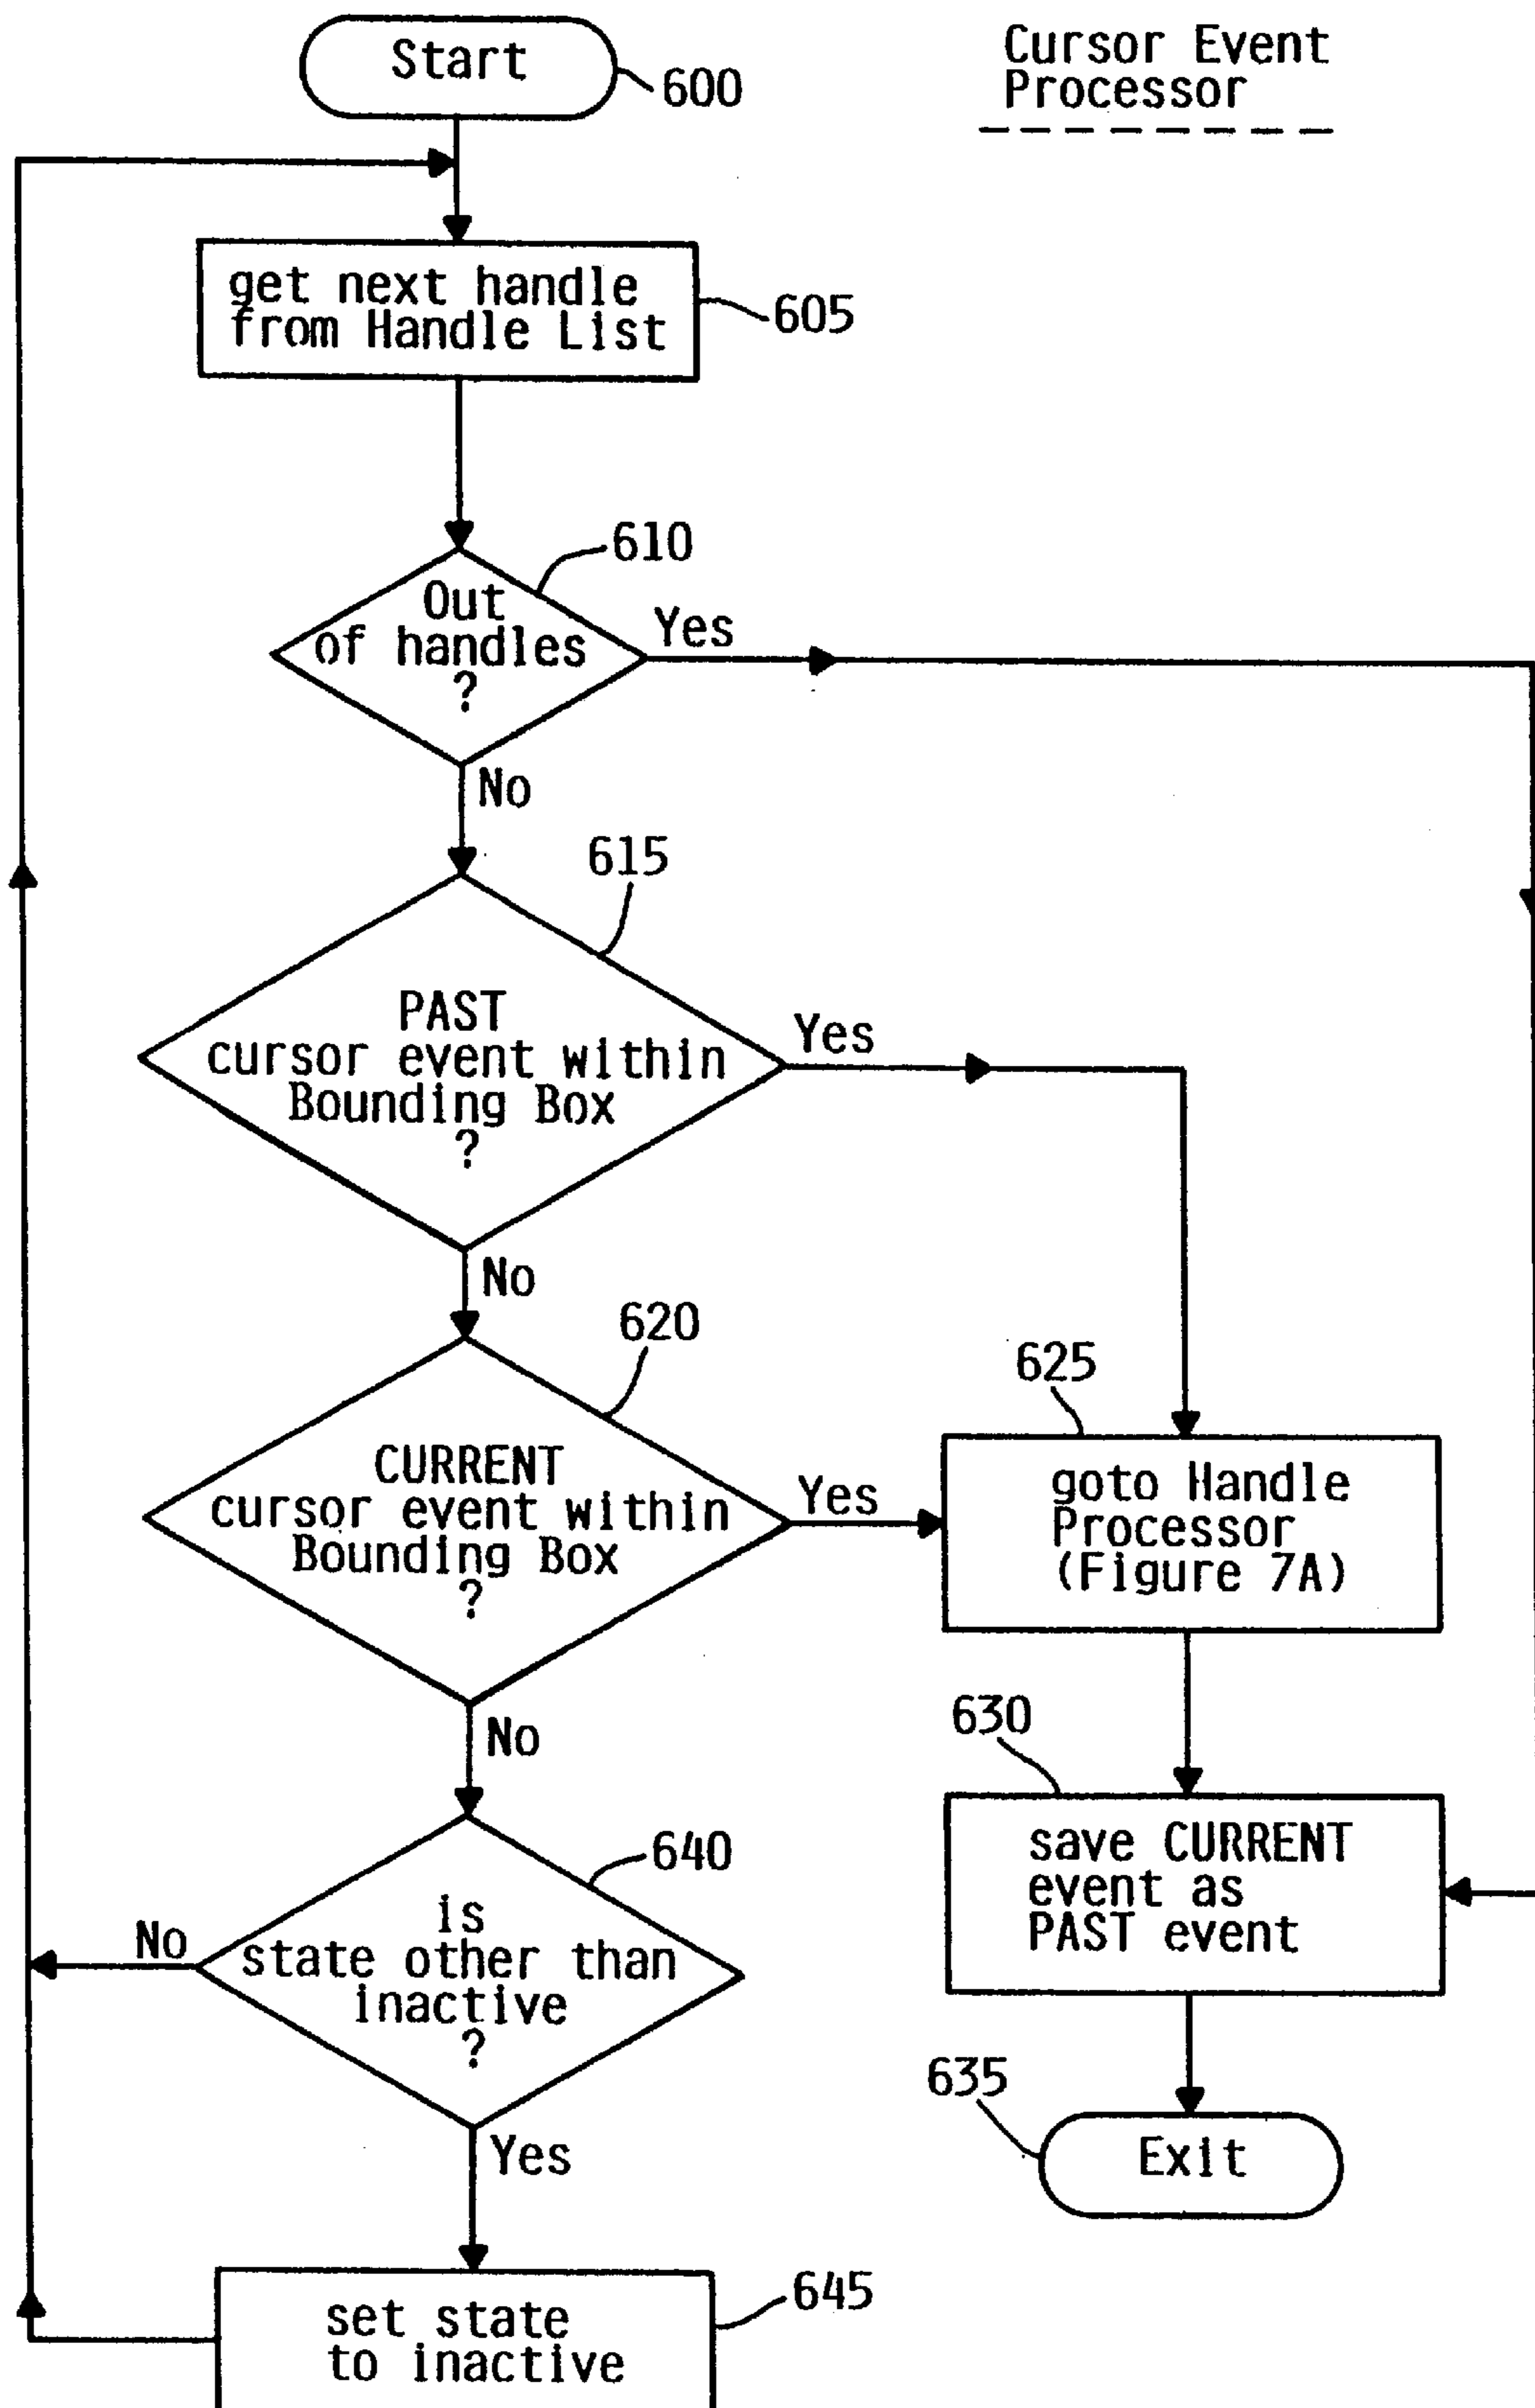 Start
600
Cursor Event
Processor
get next handle
from Handle List
605
610
Out
of handles
?
Yes
No
615
PAST
cursor event within
Bounding Box
?
Yes
No
620
CURRENT
cursor event within
Bounding Box
?
Yes
625
goto Handle
Processor
(Figure 7A)
No
630
save CURRENT
event as
PAST event
640
is
state other than
inactive
?
No
Yes
635
Exit
645
set state
to inactive